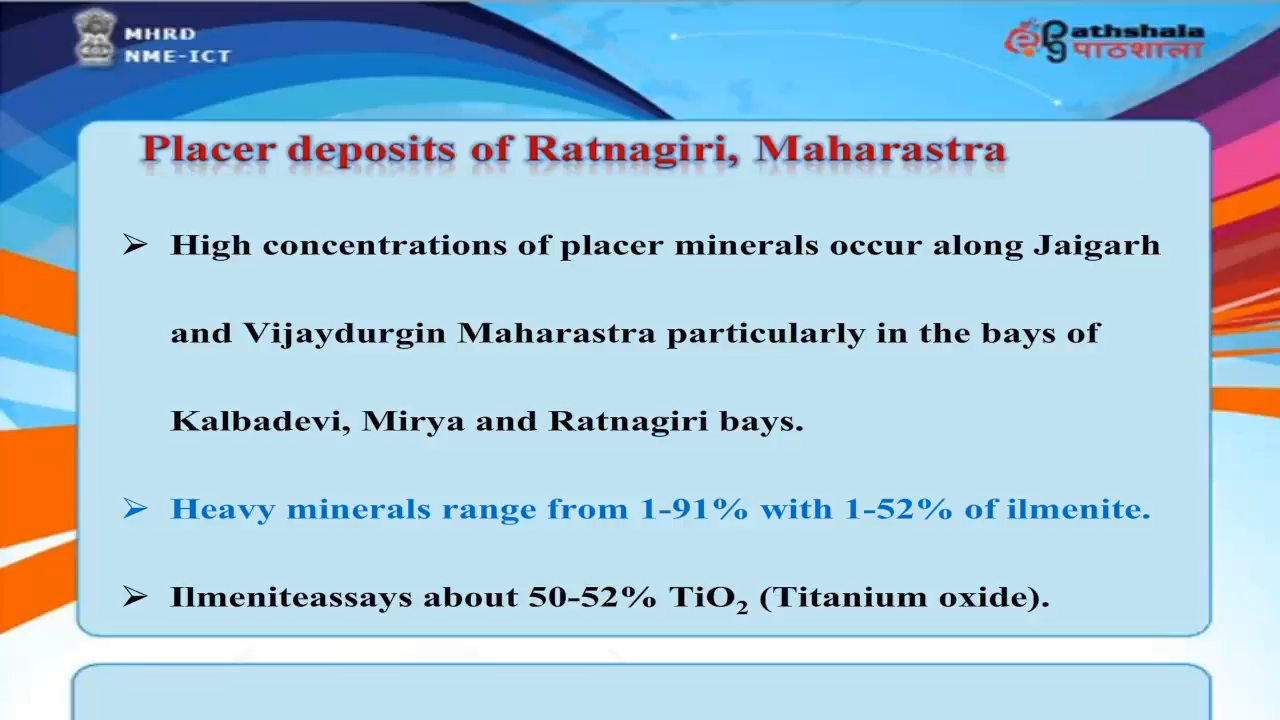 MHRD
NME-ICT
athshala
पाठशाला
Placer deposits of Ratnagiri, Maharastra
➢ High concentrations of placer minerals occur along Jaigarh
and Vijaydurgin Maharastra particularly in the bays of
Kalbadevi, Mirya and Ratnagiri bays.
➢ Heavy minerals range from 1-91% with 1-52% of ilmenite.
➢ Ilmeniteassays about 50-52% TiO₂ (Titanium oxide).